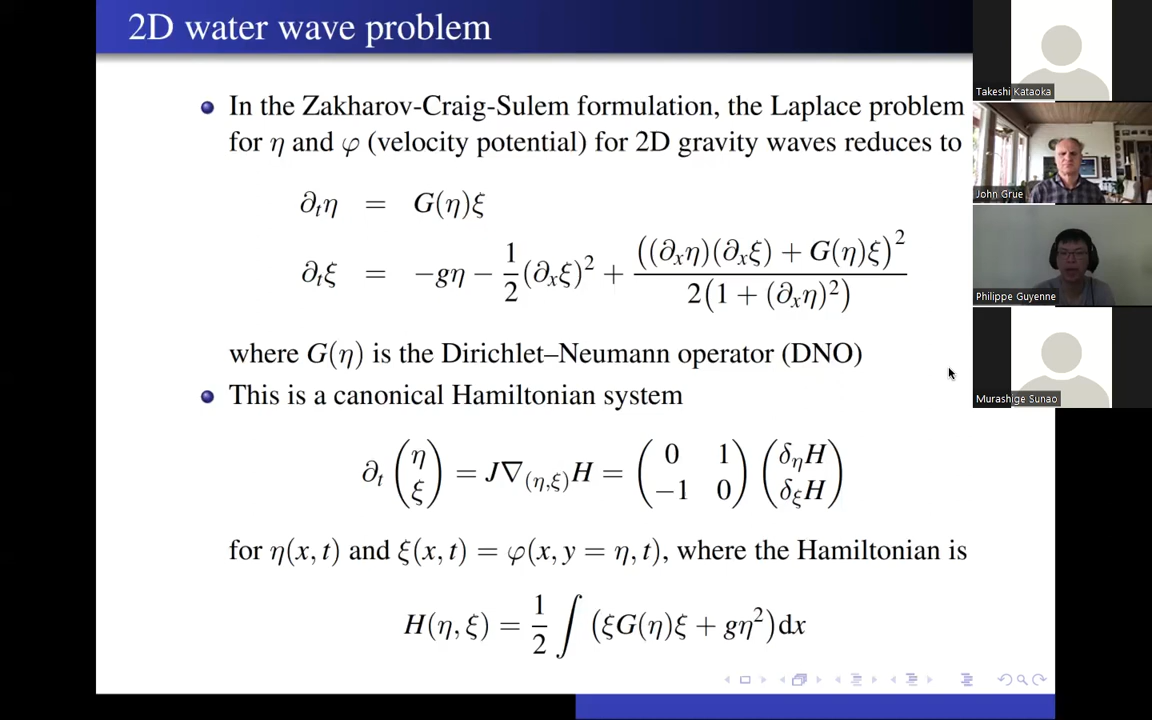 2D water wave problem
In the Zakharov-Craig-Sulem formulation, the Laplace problem
for η and φ (velocity potential) for 2D gravity waves reduces to
∂ₜη = G(η)ξ
∂ₜξ = −gη − 1/2 (∂ₓξ)² + ((∂ₓη)(∂ₓξ) + G(η)ξ)² / 2(1 + (∂ₓη)²)
where G(η) is the Dirichlet–Neumann operator (DNO)
This is a canonical Hamiltonian system
∂ₜ (η ξ) = J∇(η,ξ)H = (0 1 −1 0) (δηH δξH)
for η(x, t) and ξ(x, t) = φ(x, y = η, t), where the Hamiltonian is
H(η, ξ) = 1/2 ∫ (ξG(η)ξ + gη²)dx
Takeshi Kataoka
John Grue
Philippe Guyenne
Murashige Sunao